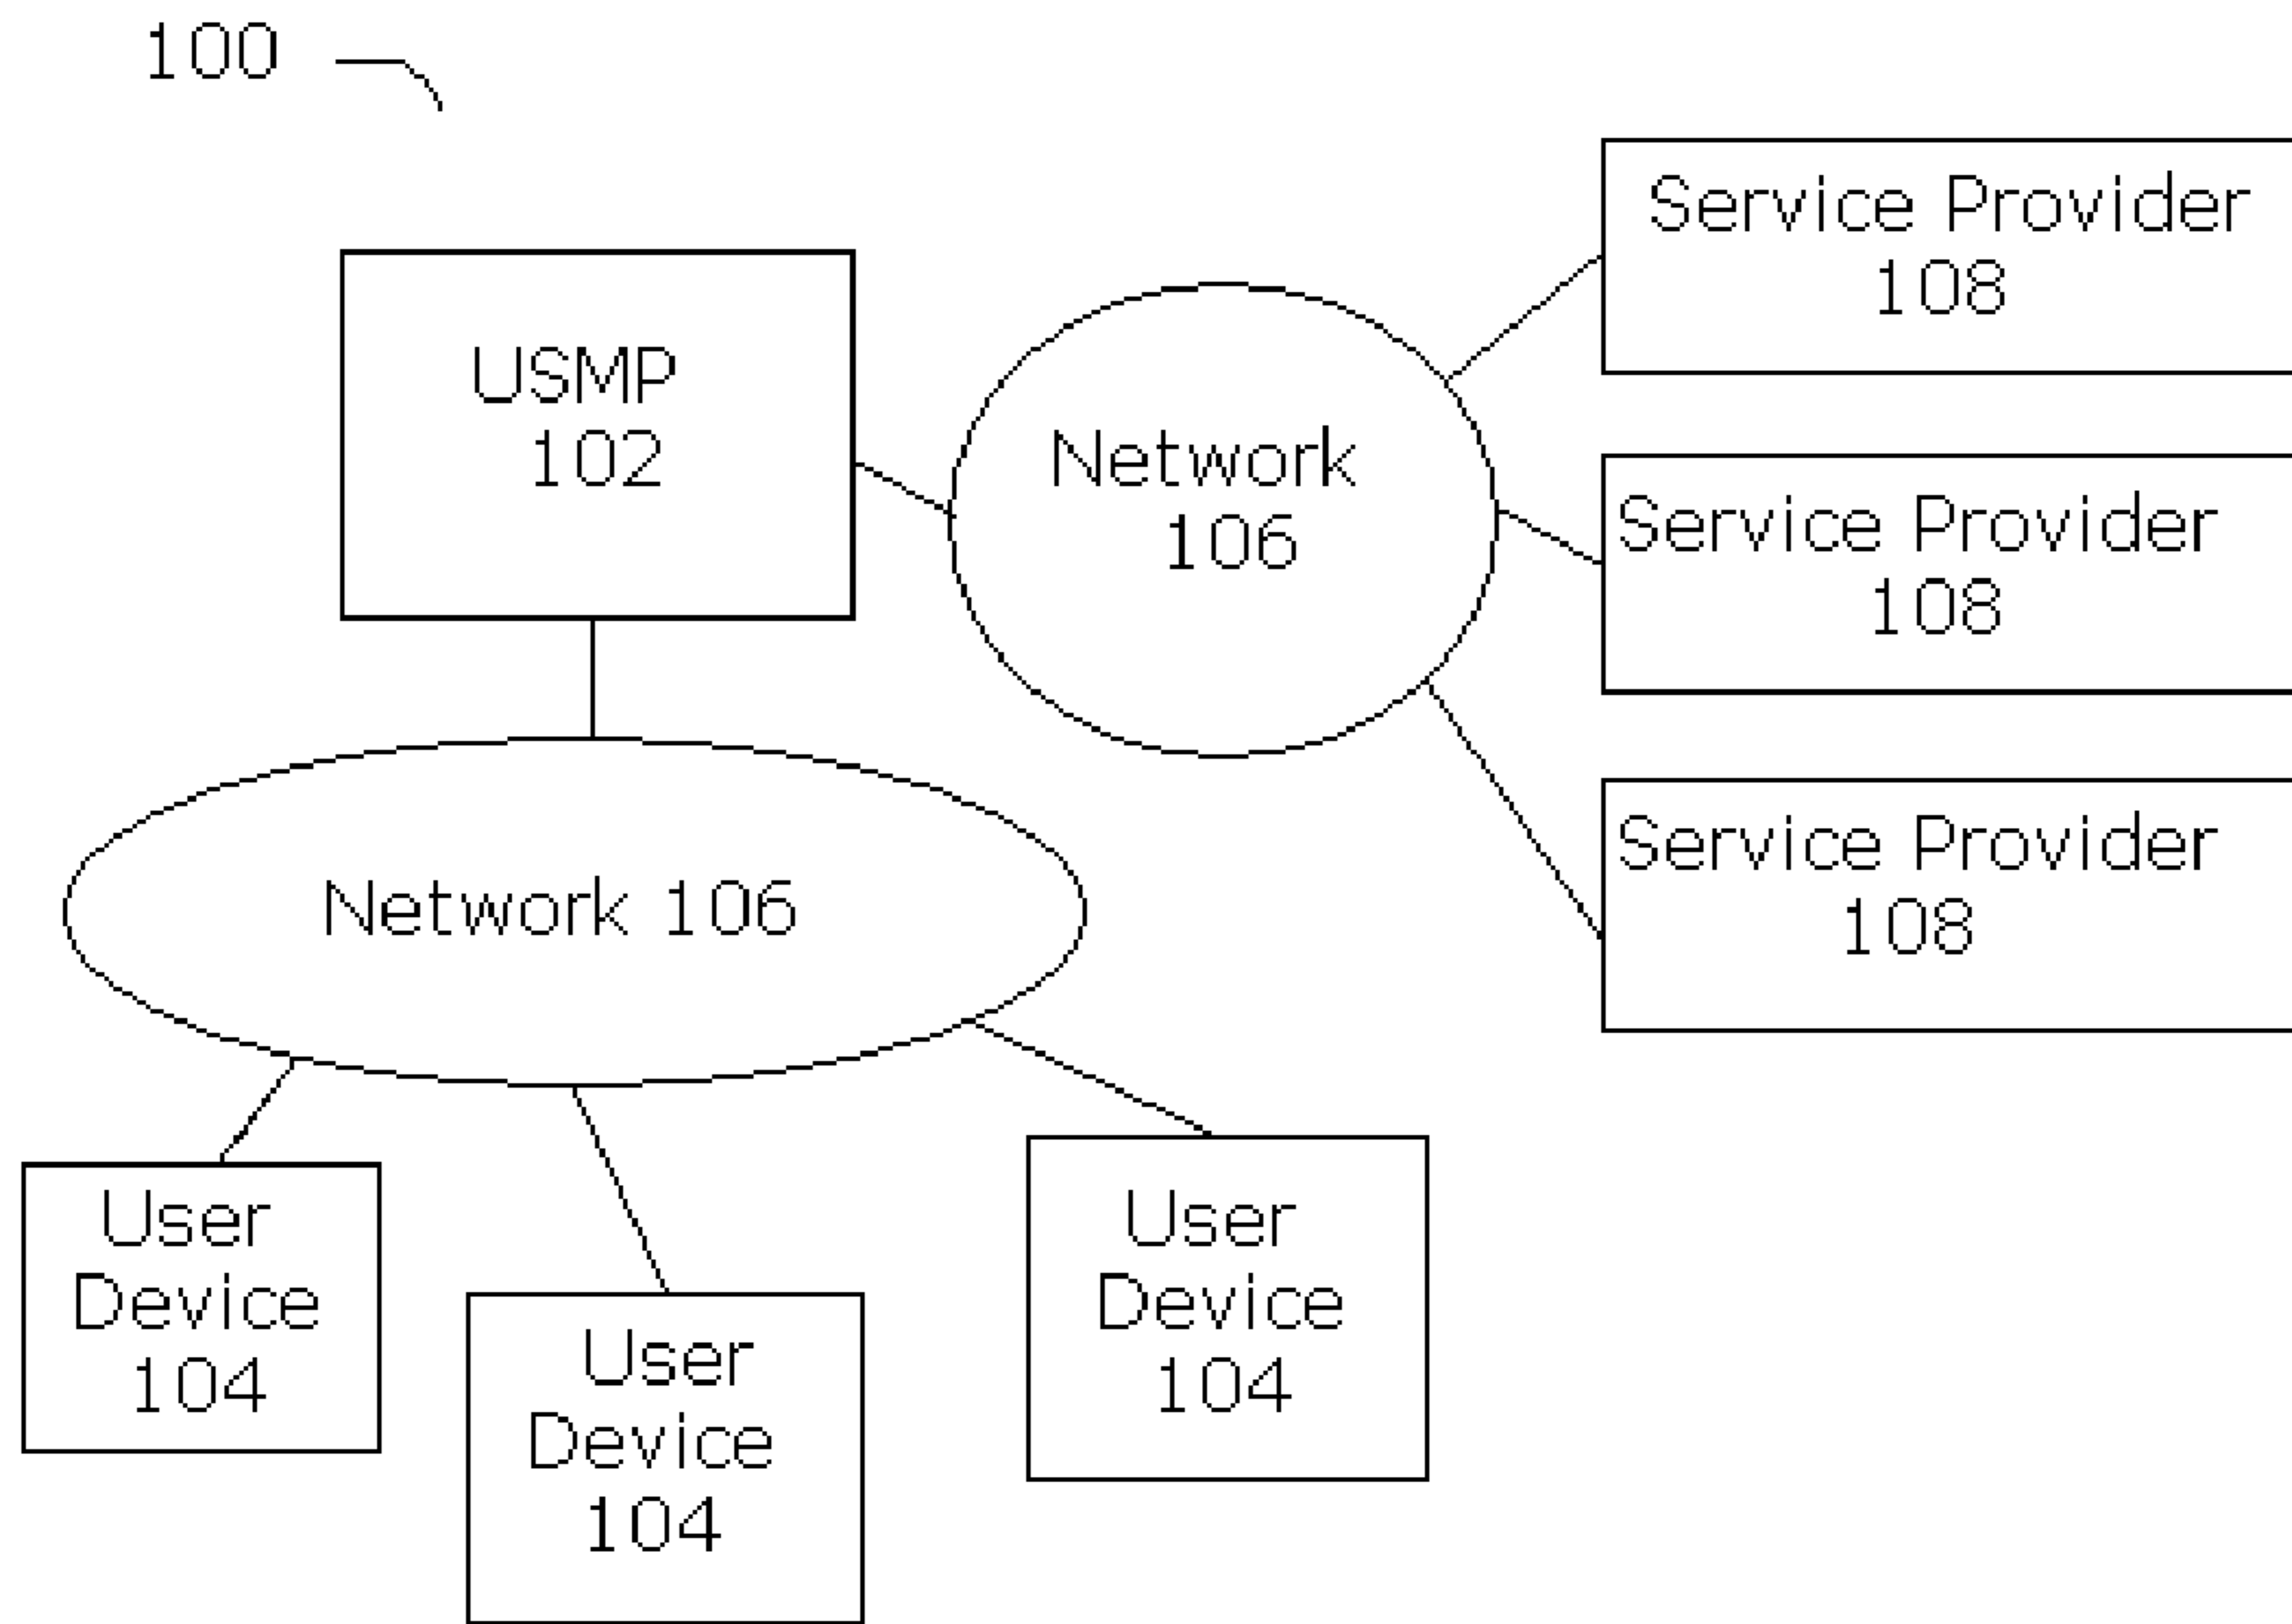 100
USMP
102
Network
106
Service Provider
108
Service Provider
108
Service Provider
108
Network 106
User
Device
104
User
Device
104
User
Device
104